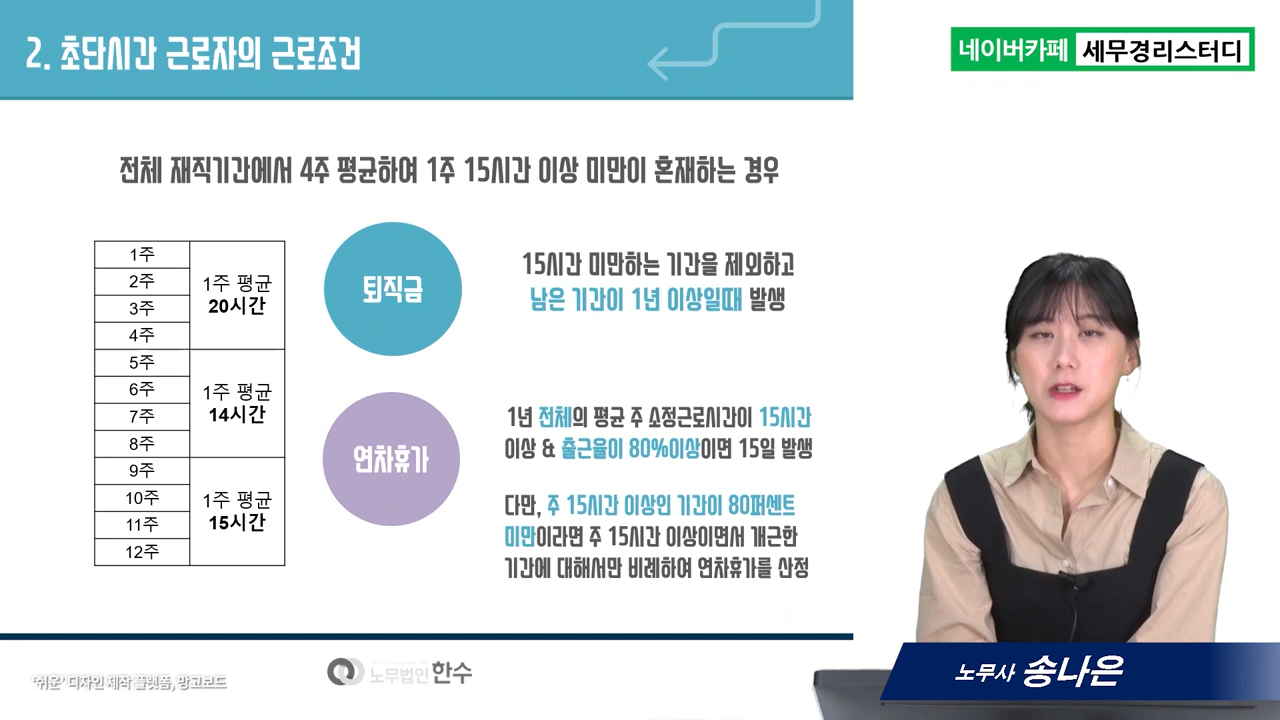 2. 초단시간 근로자의 근로조건
네이버카페 세무경리스터디
전체 재직기간에서 4주 평균하여 1주 15시간 이상 미만이 혼재하는 경우
1주
2주
3주
4주
1주 평균
20시간
5주
6주
7주
8주
1주 평균
14시간
9주
10주
11주
12주
1주 평균
15시간
퇴직금
15시간 미만하는 기간을 제외하고
남은 기간이 1년 이상일때 발생
연차휴가
1년 전체의 평균 주 소정근로시간이 15시간
이상 & 출근율이 80%이상이면 15일 발생
다만, 주 15시간 이상인 기간이 80퍼센트
미만이라면 주 15시간 이상이면서 개근한
기간에 대해서만 비례하여 연차휴가를 산정
'쉬운' 디자인 제작 플랫폼, 망고보드
노무법인 한수
노무사 송나은